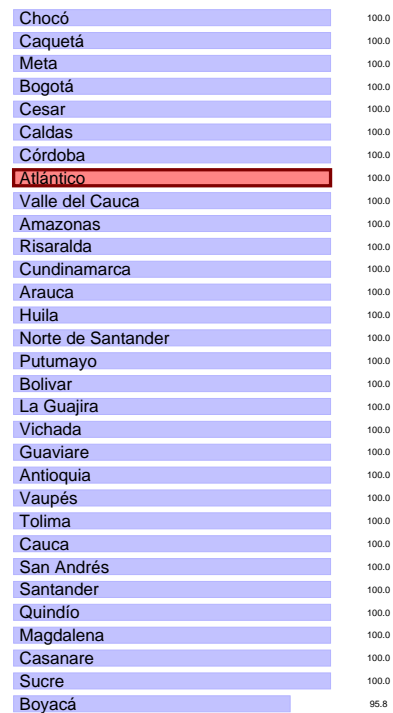 Chocó 100.0
Caquetá 100.0
Meta 100.0
Bogotá 100.0
Cesar 100.0
Caldas 100.0
Córdoba 100.0
Atlántico 100.0
Valle del Cauca 100.0
Amazonas 100.0
Risaralda 100.0
Cundinamarca 100.0
Arauca 100.0
Huila 100.0
Norte de Santander 100.0
Putumayo 100.0
Bolivar 100.0
La Guajira 100.0
Vichada 100.0
Guaviare 100.0
Antioquia 100.0
Vaupés 100.0
Tolima 100.0
Cauca 100.0
San Andrés 100.0
Santander 100.0
Quindío 100.0
Magdalena 100.0
Casanare 100.0
Sucre 100.0
Boyacá 95.8